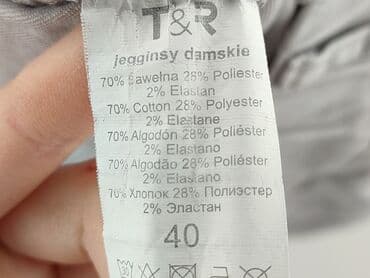 T&R
jegginsy damskie
70% Bawełna 28% Poliester
2% Elastan
70% Cotton 28% Polyester
2% Elastane
70% Algodón 28% Poliéster
2% Elastano
70% Algodão 28% Poliéster
2% Elastano
70% Хлопок 28% Полиэстер
2% Эластан
40